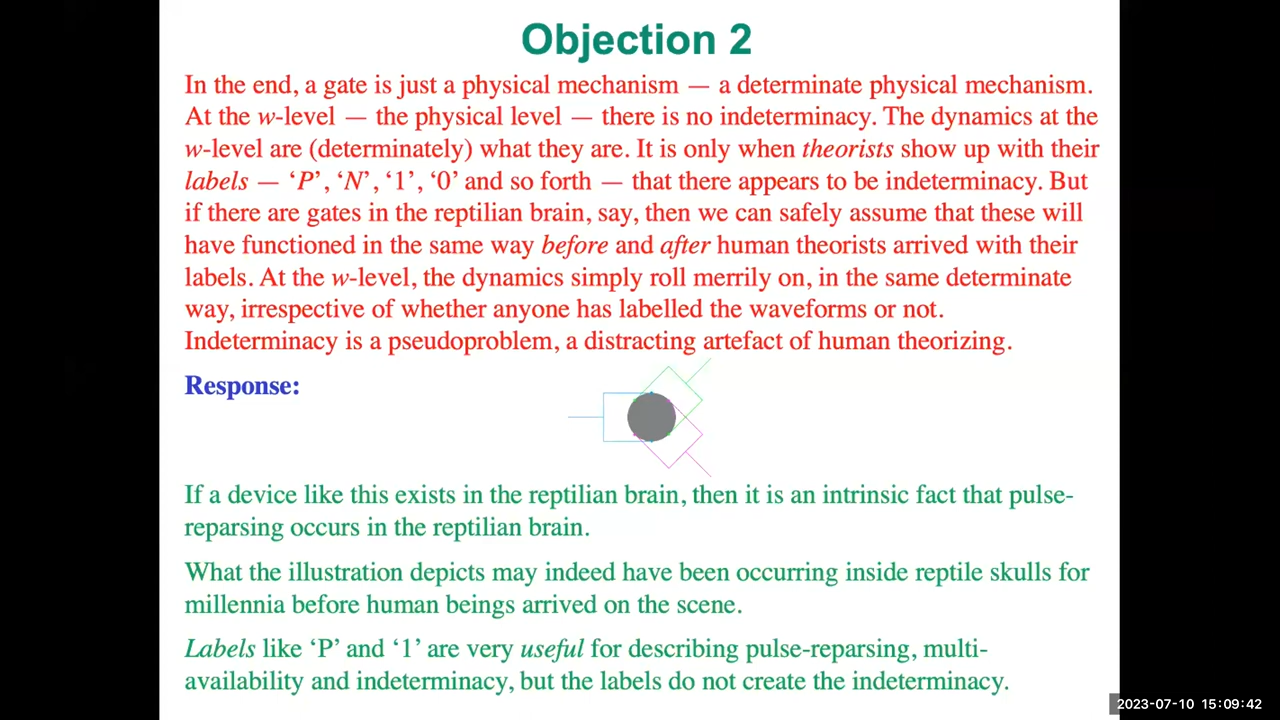 Objection 2
In the end, a gate is just a physical mechanism — a determinate physical mechanism.
At the w-level — the physical level — there is no indeterminacy. The dynamics at the
w-level are (determinately) what they are. It is only when theorists show up with their
labels — ‘P’, ‘N’, ‘1’, ‘0’ and so forth — that there appears to be indeterminacy. But
if there are gates in the reptilian brain, say, then we can safely assume that these will
have functioned in the same way before and after human theorists arrived with their
labels. At the w-level, the dynamics simply roll merrily on, in the same determinate
way, irrespective of whether anyone has labelled the waveforms or not.
Indeterminacy is a pseudoproblem, a distracting artefact of human theorizing.
Response:
If a device like this exists in the reptilian brain, then it is an intrinsic fact that pulse-
reparsing occurs in the reptilian brain.
What the illustration depicts may indeed have been occurring inside reptile skulls for
millennia before human beings arrived on the scene.
Labels like ‘P’ and ‘1’ are very useful for describing pulse-reparsing, multi-
availability and indeterminacy, but the labels do not create the indeterminacy.
2023-07-10 15:09:42